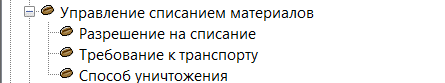 Управление списанием материалов
Разрешение на списание
Требование к транспорту
Способ уничтожения